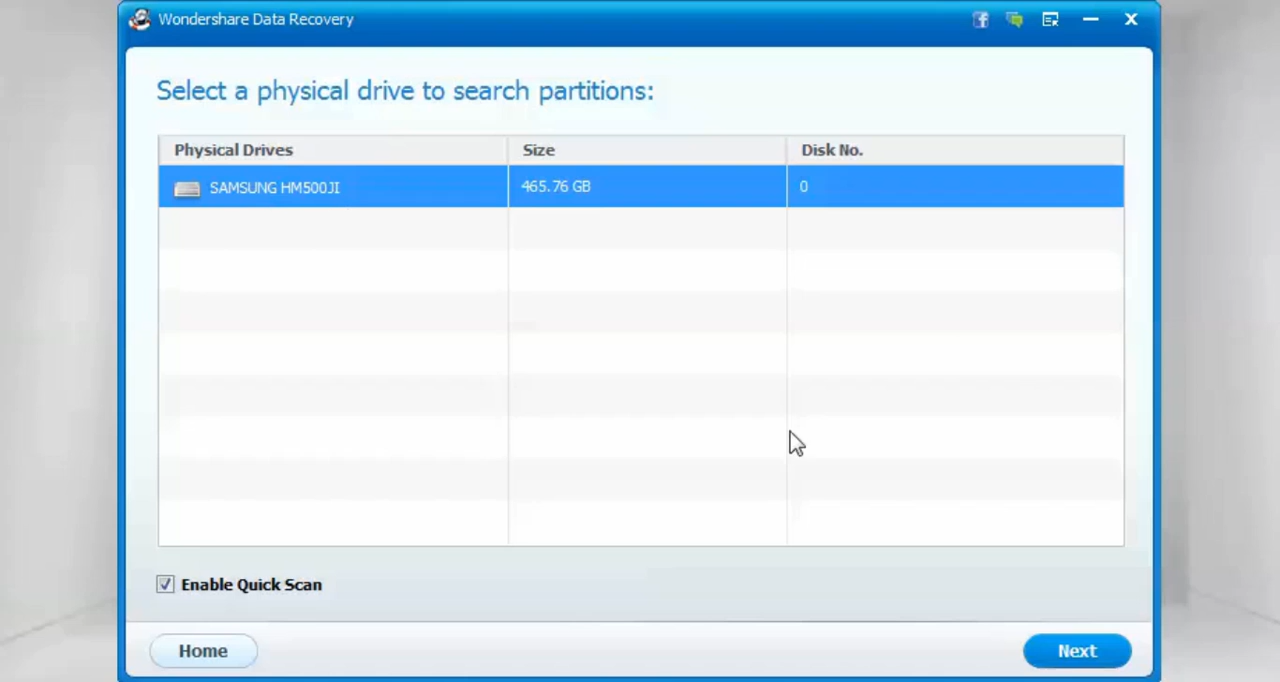 Wondershare Data Recovery
Select a physical drive to search partitions:
Physical Drives Size Disk No.
SAMSUNG HM500JI 465.76 GB 0
Enable Quick Scan
Home Next